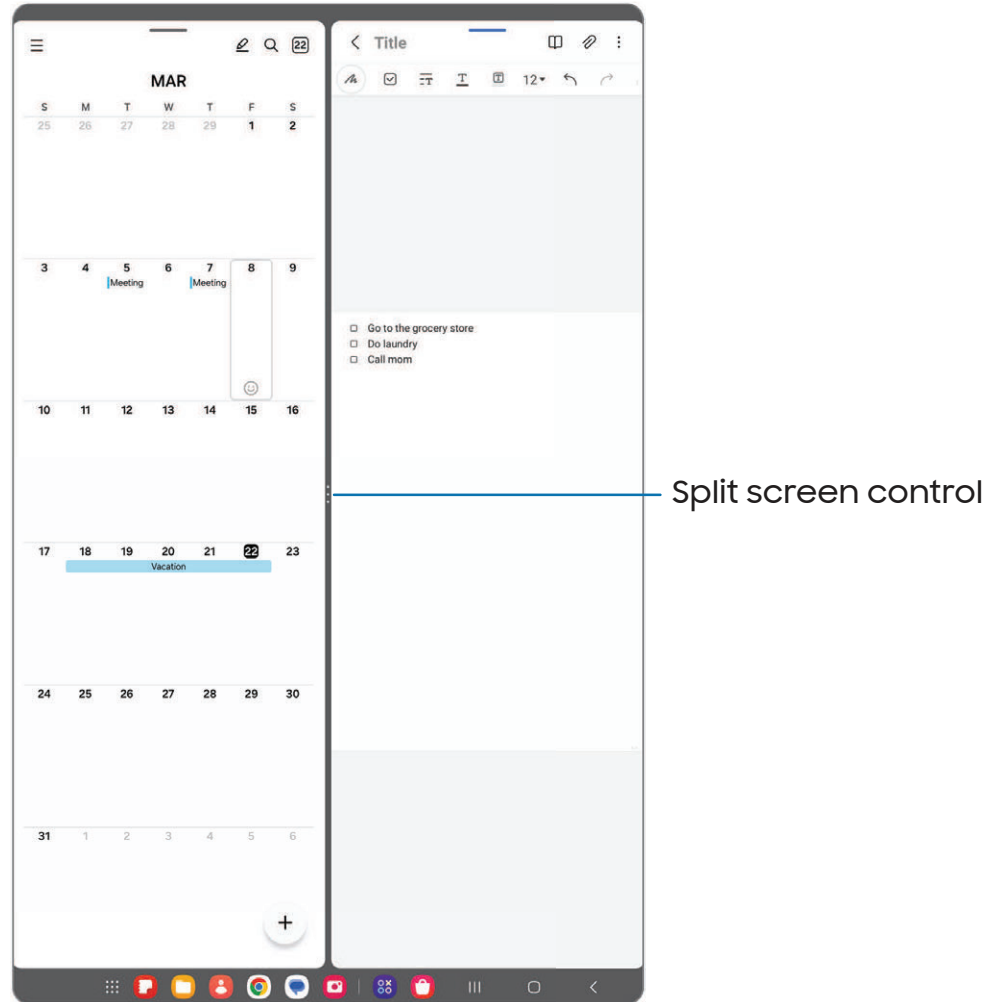 22
Title
MAR
12
S M T W T F S
25 26 27 28 29 1 2
3 4 5 6 7 8 9
Meeting Meeting
Go to the grocery store
Do laundry
Call mom
10 11 12 13 14 15 16
Split screen control
17 18 19 20 21 22 23
Vacation
24 25 26 27 28 29 30
31 1 2 3 4 5 6